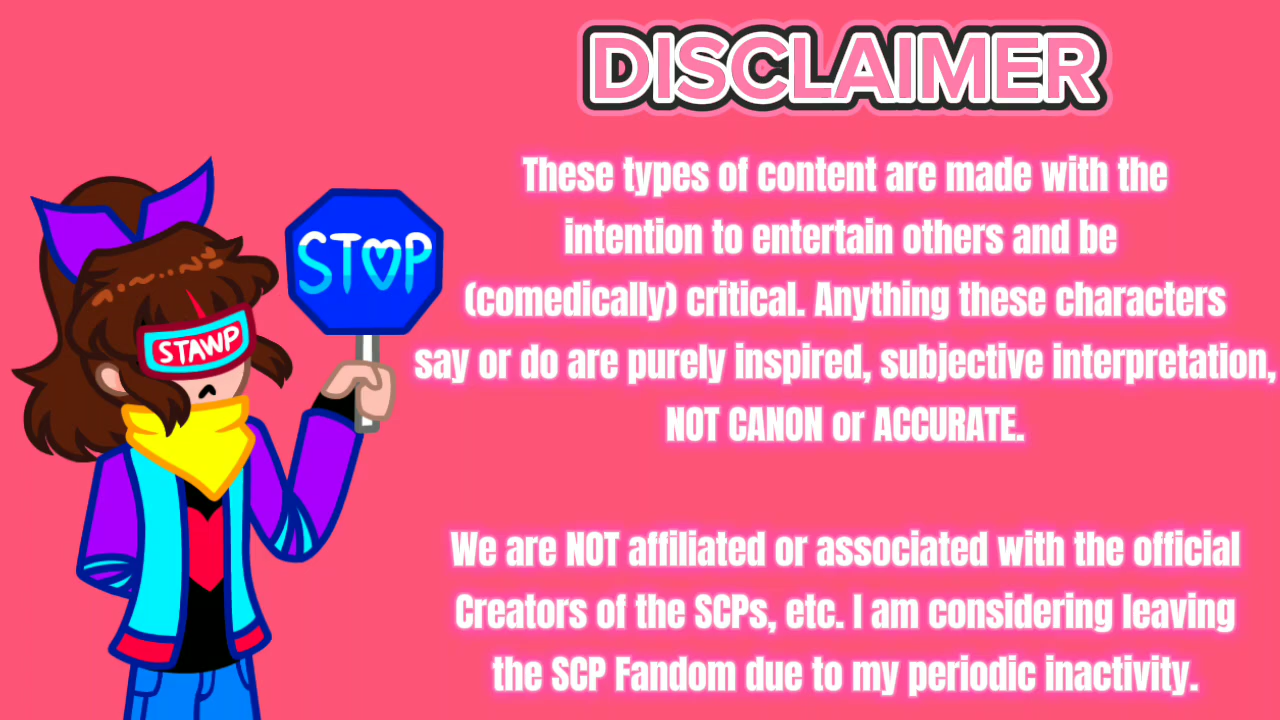 DISCLAIMER
These types of content are made with the
intention to entertain others and be
(comedically) critical. Anything these characters
say or do are purely inspired, subjective interpretation,
NOT CANON or ACCURATE.
We are NOT affiliated or associated with the official
Creators of the SCPs, etc. I am considering leaving
the SCP Fandom due to my periodic inactivity.
ST♡P
STAWP